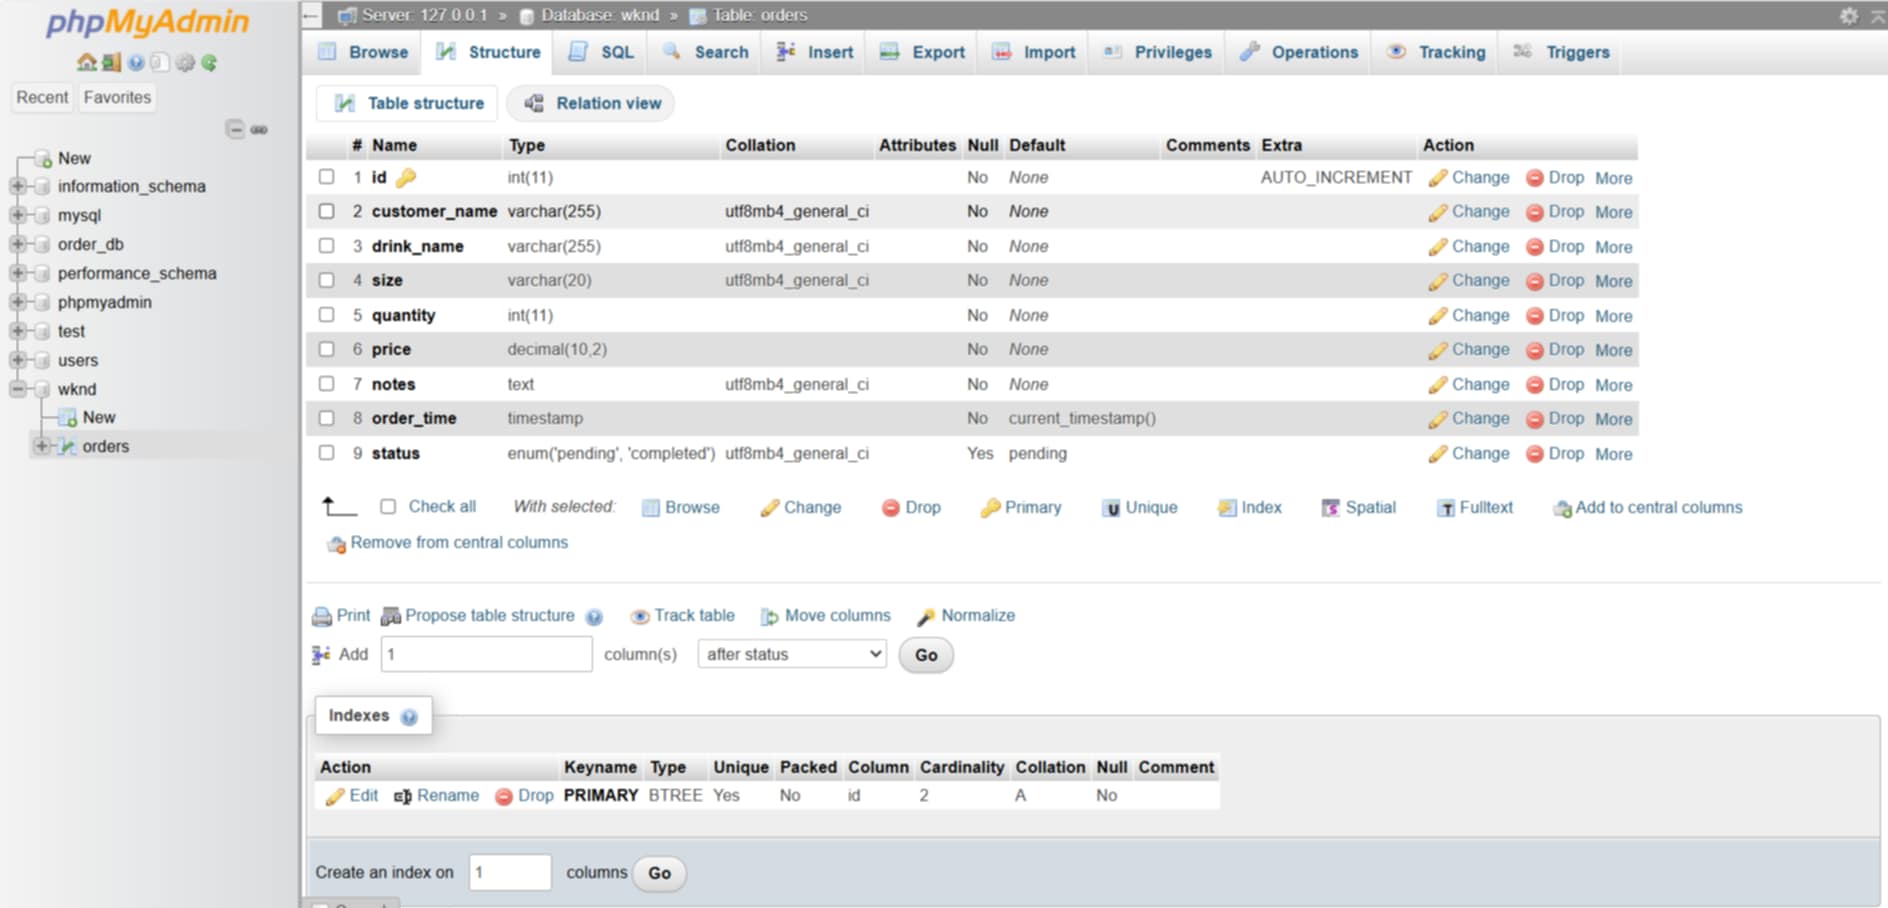 phpMyAdmin
Recent Favorites
New
information_schema
mysql
order_db
performance_schema
phpmyadmin
test
users
wknd
New
orders
Server: 127.0.0.1 » Database: wknd » Table: orders
Browse Structure SQL Search Insert Export Import Privileges Operations Tracking Triggers
Table structure Relation view
# Name Type Collation Attributes Null Default Comments Extra Action
1 id int(11) No None AUTO_INCREMENT Change Drop More
2 customer_name varchar(255) utf8mb4_general_ci No None Change Drop More
3 drink_name varchar(255) utf8mb4_general_ci No None Change Drop More
4 size varchar(20) utf8mb4_general_ci No None Change Drop More
5 quantity int(11) No None Change Drop More
6 price decimal(10,2) No None Change Drop More
7 notes text utf8mb4_general_ci No None Change Drop More
8 order_time timestamp No current_timestamp() Change Drop More
9 status enum('pending', 'completed') utf8mb4_general_ci Yes pending Change Drop More
Check all With selected: Browse Change Drop Primary Unique Index Spatial Fulltext Add to central columns
Remove from central columns
Print Propose table structure Track table Move columns Normalize
Add 1 column(s) after status Go
Indexes
Action Keyname Type Unique Packed Column Cardinality Collation Null Comment
Edit Rename Drop PRIMARY BTREE Yes No id 2 A No
Create an index on 1 columns Go